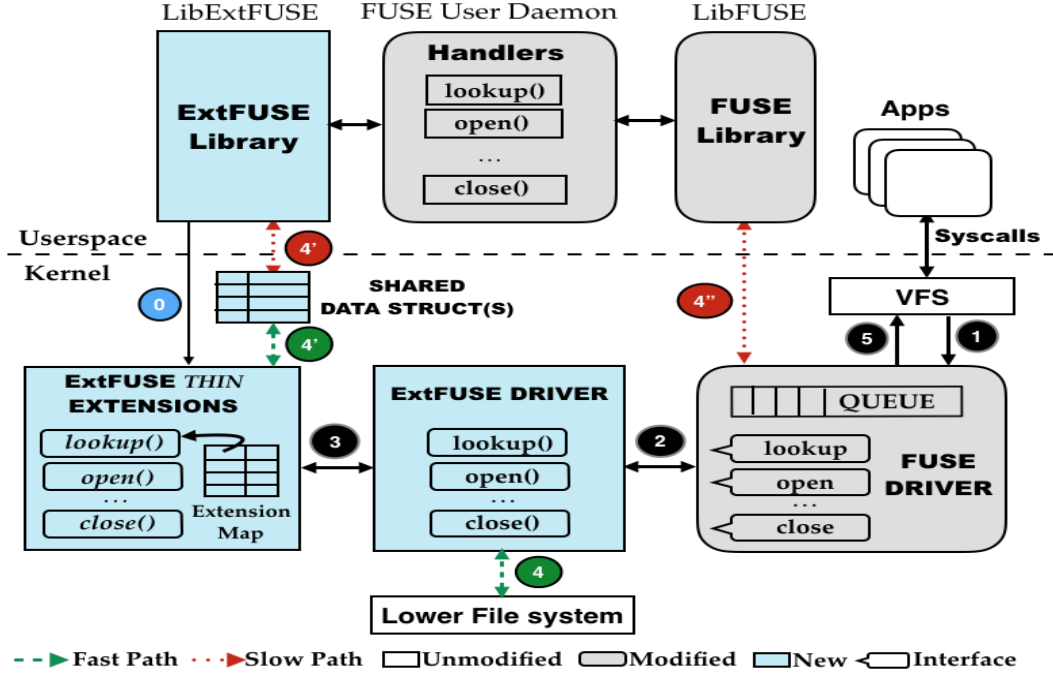 LibExtFUSE
FUSE User Daemon
LibFUSE
ExtFUSE
Library
Handlers
lookup()
open()
...
close()
FUSE
Library
Apps
Userspace
Kernel
4'
Syscalls
0
SHARED
DATA STRUCT(S)
4"
VFS
4'
5
1
ExtFUSE THIN
EXTENSIONS
lookup()
open()
...
close()
Extension
Map
3
ExtFUSE DRIVER
lookup()
open()
...
close()
2
QUEUE
lookup
open
...
close
FUSE
DRIVER
4
Lower File system
Fast Path
Slow Path
Unmodified
Modified
New
Interface